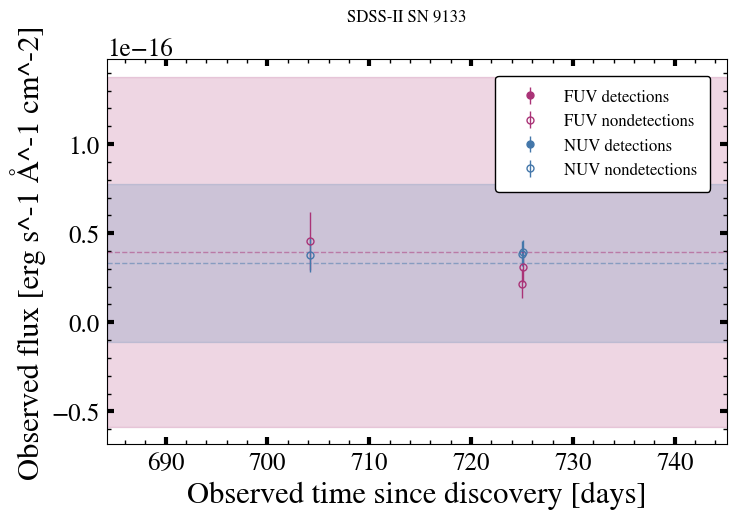 SDSS-II SN 9133
1e−16
Observed flux [erg s^-1 Å^-1 cm^-2]
1.0
0.5
0.0
−0.5
FUV detections
FUV nondetections
NUV detections
NUV nondetections
690 700 710 720 730 740
Observed time since discovery [days]